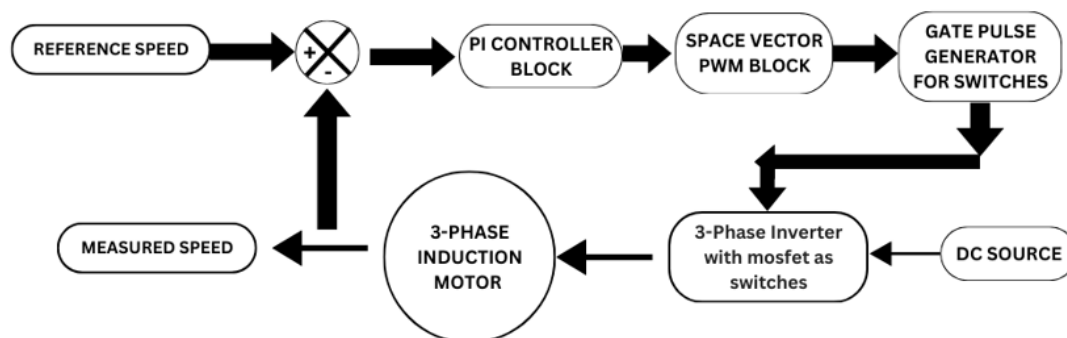 REFERENCE SPEED
+
-
PI CONTROLLER
BLOCK
SPACE VECTOR
PWM BLOCK
GATE PULSE
GENERATOR
FOR SWITCHES
MEASURED SPEED
3-PHASE
INDUCTION
MOTOR
3-Phase Inverter
with mosfet as
switches
DC SOURCE